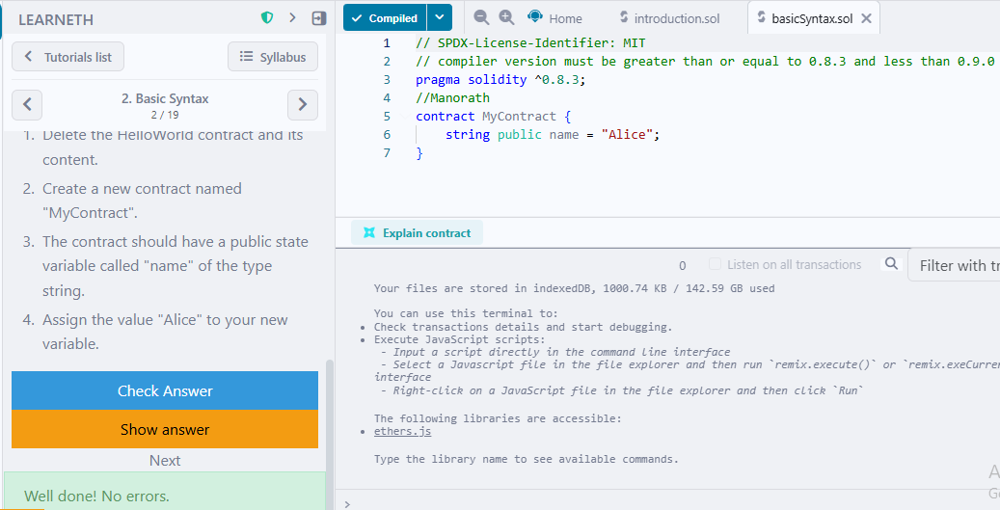 LEARNETH
Tutorials list
Syllabus
2. Basic Syntax
2 / 19
1. Delete the HelloWorld contract and its
content.
2. Create a new contract named
"MyContract".
3. The contract should have a public state
variable called "name" of the type
string.
4. Assign the value "Alice" to your new
variable.
Check Answer
Show answer
Next
Well done! No errors.
Compiled
Home
introduction.sol
basicSyntax.sol
1 // SPDX-License-Identifier: MIT
2 // compiler version must be greater than or equal to 0.8.3 and less than 0.9.0
3 pragma solidity ^0.8.3;
4 //Manorath
5 contract MyContract {
6 string public name = "Alice";
7 }
Explain contract
0 Listen on all transactions Filter with tr
Your files are stored in indexedDB, 1000.74 KB / 142.59 GB used
You can use this terminal to:
• Check transactions details and start debugging.
• Execute JavaScript scripts:
- Input a script directly in the command line interface
- Select a Javascript file in the file explorer and then run `remix.execute()` or `remix.exeCurren
interface
- Right-click on a JavaScript file in the file explorer and then click `Run`
The following libraries are accessible:
• ethers.js
Type the library name to see available commands.
>